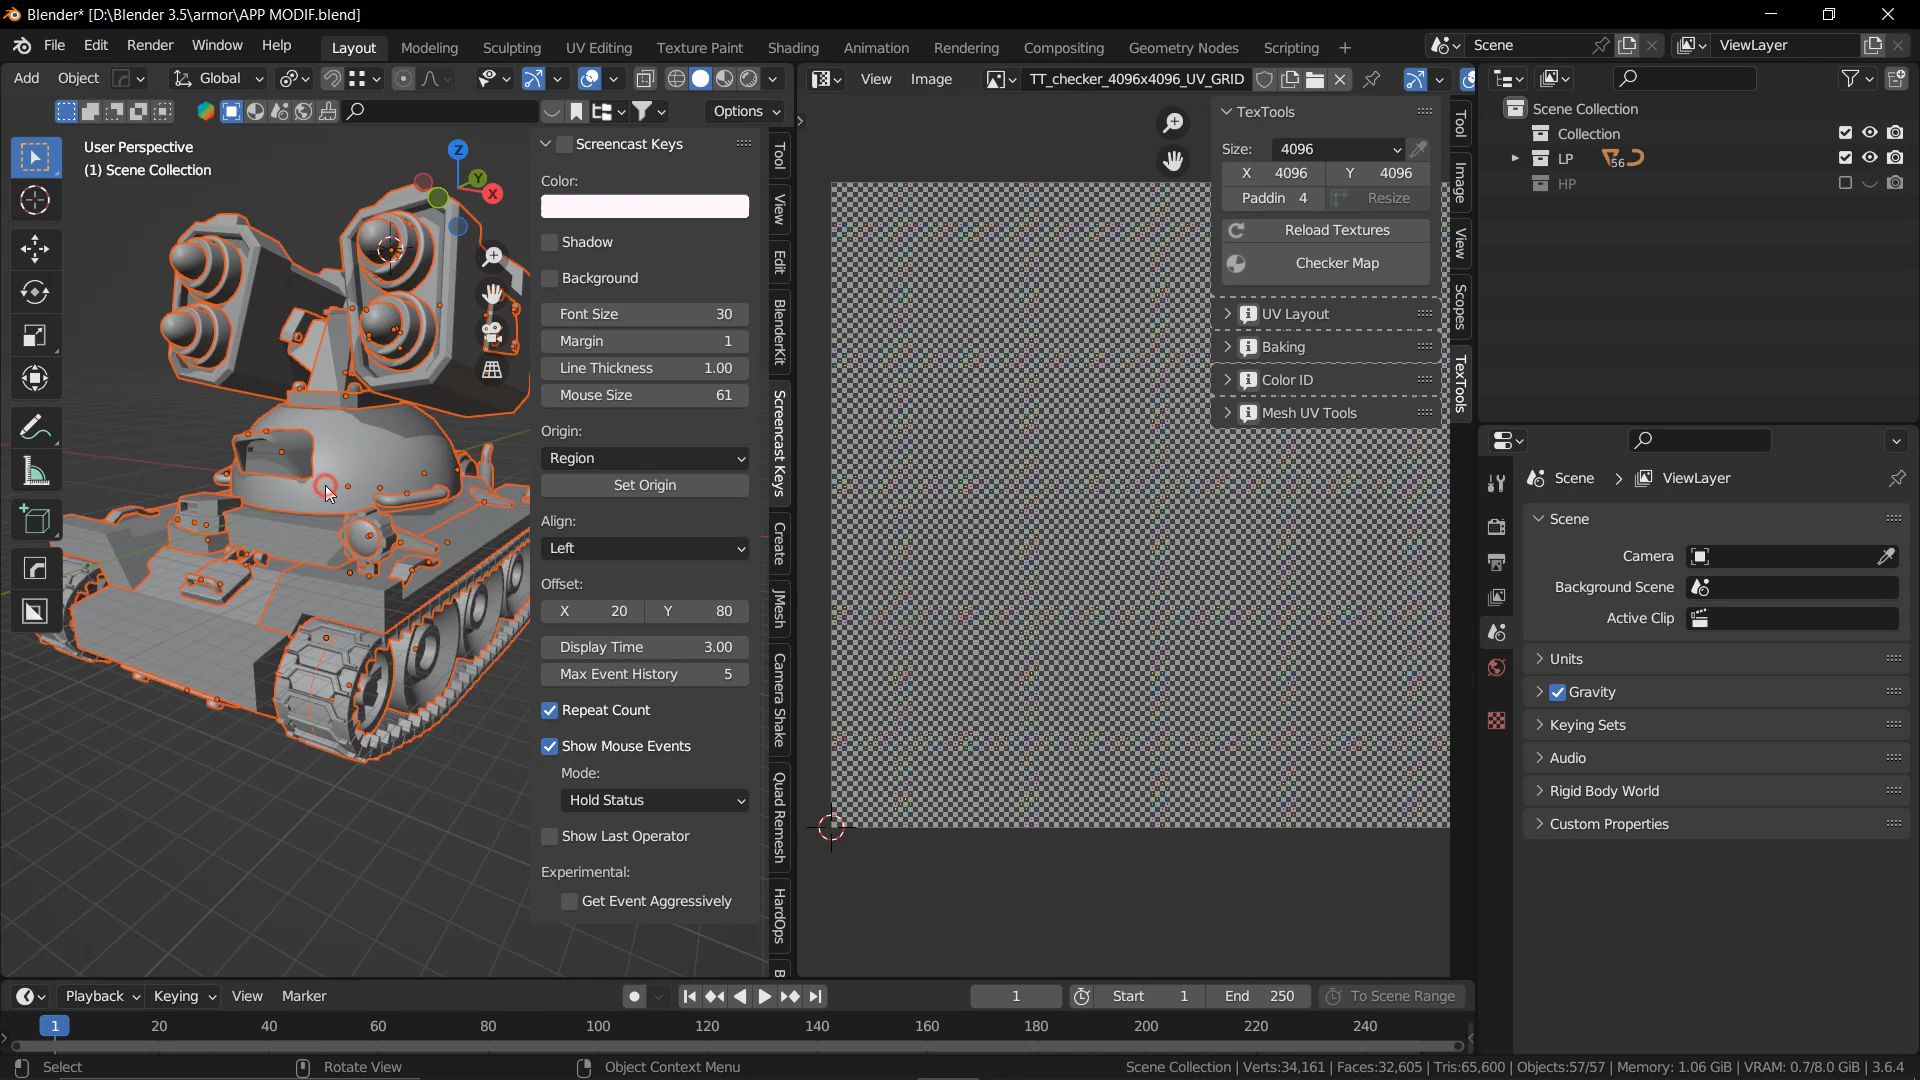 Blender* [D:\Blender 3.5\armor\APP MODIF.blend]
File Edit Render Window Help Layout Modeling Sculpting UV Editing Texture Paint Shading Animation Rendering Compositing Geometry Nodes Scripting + Scene ViewLayer
Add Object Global
Options
User Perspective
(1) Scene Collection
Z
Y
X
Screencast Keys
Color:
Shadow
Background
Font Size 30
Margin 1
Line Thickness 1.00
Mouse Size 61
Origin:
Region
Set Origin
Align:
Left
Offset:
X 20 Y 80
Display Time 3.00
Max Event History 5
Repeat Count
Show Mouse Events
Mode:
Hold Status
Show Last Operator
Experimental:
Get Event Aggressively
Tool
View
Edit
BlenderKit
Screencast Keys
Create
JMesh
Camera Shake
Quad Remesh
HardOps
B
View Image TT_checker_4096x4096_UV_GRID
TexTools
Size: 4096
X 4096 Y 4096
Paddin 4 Resize
Reload Textures
Checker Map
UV Layout
Baking
Color ID
Mesh UV Tools
Tool
Image
View
Scopes
TexTools
Scene Collection
Collection
LP 56
HP
Scene ViewLayer
Scene
Camera
Background Scene
Active Clip
Units
Gravity
Keying Sets
Audio
Rigid Body World
Custom Properties
Playback Keying View Marker 1 Start 1 End 250 To Scene Range
1 20 40 60 80 100 120 140 160 180 200 220 240
Select Rotate View Object Context Menu Scene Collection | Verts:34,161 | Faces:32,605 | Tris:65,600 | Objects:57/57 | Memory: 1.06 GiB | VRAM: 0.7/8.0 GiB | 3.6.4